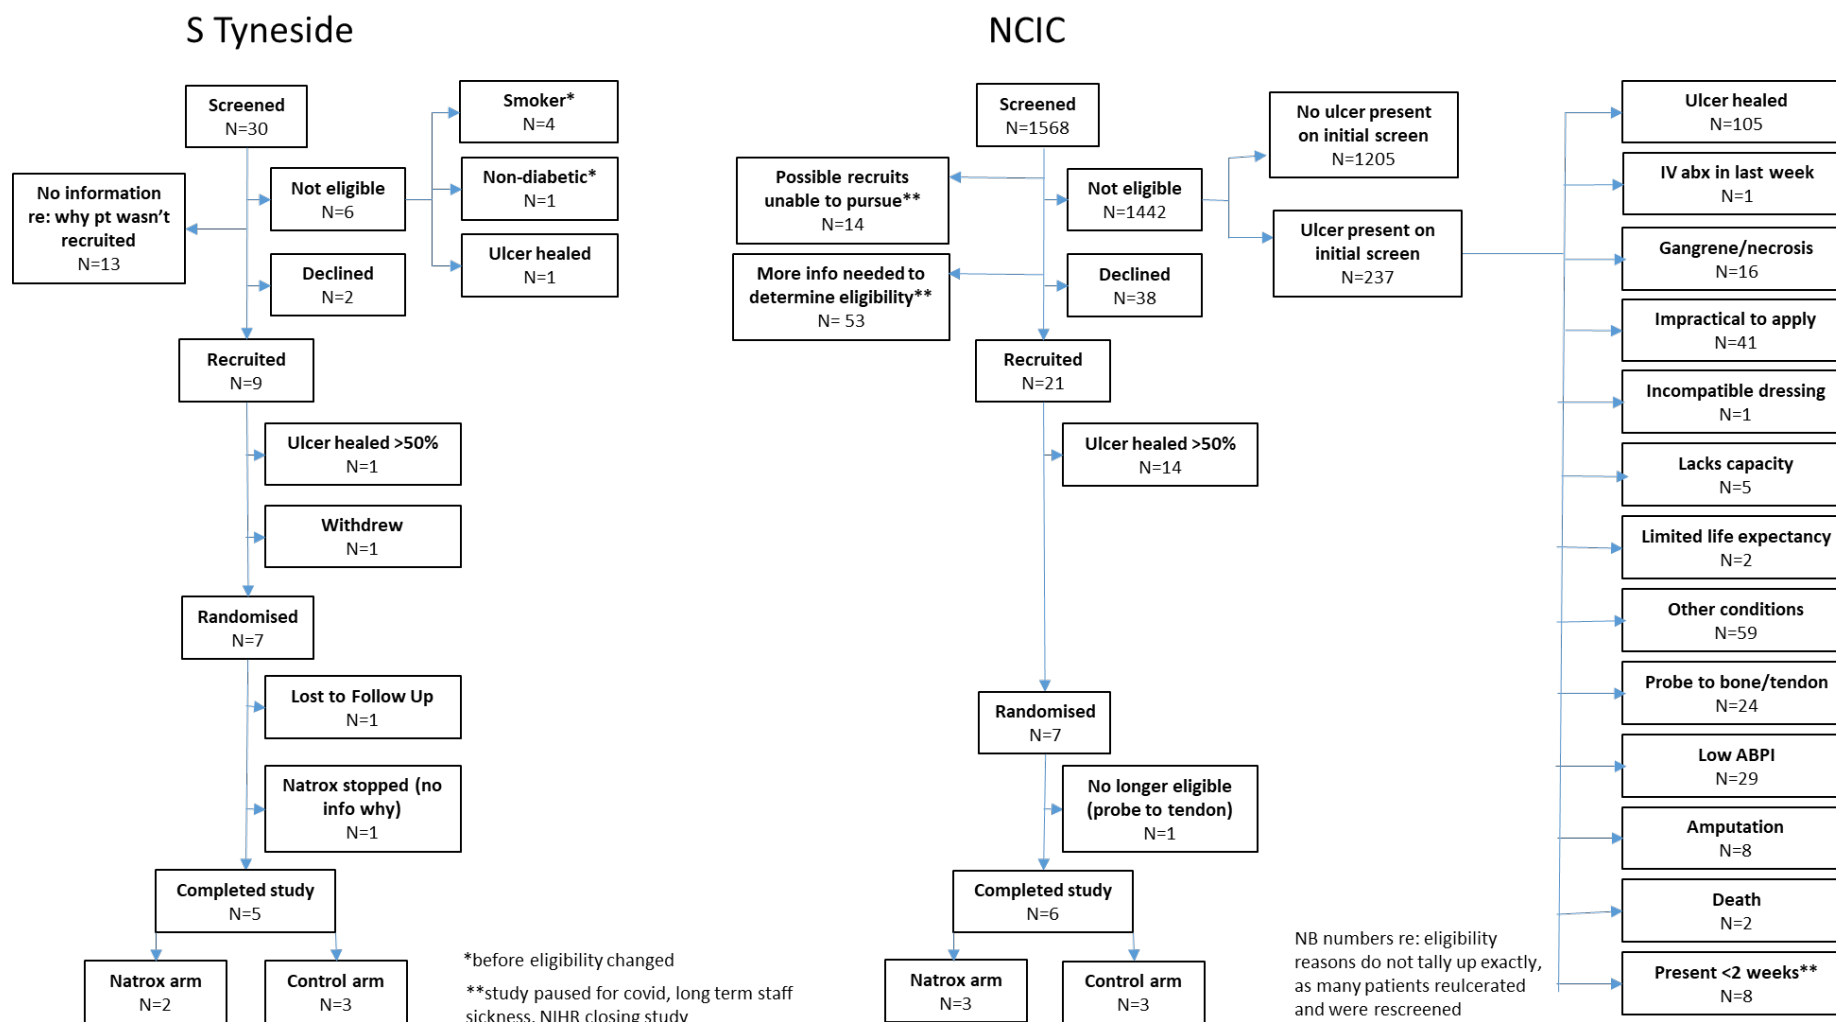 S Tyneside
Screened
N=30
No information
re: why pt wasn't
recruited
N=13
Not eligible
N=6
Smoker*
N=4
Non-diabetic*
N=1
Ulcer healed
N=1
Declined
N=2
Recruited
N=9
Ulcer healed >50%
N=1
Withdrew
N=1
Randomised
N=7
Lost to Follow Up
N=1
Natrox stopped (no
info why)
N=1
Completed study
N=5
Natrox arm
N=2
Control arm
N=3
*before eligibility changed
**study paused for covid, long term staff
sickness, NIHR closing study
NCIC
Screened
N=1568
Possible recruits
unable to pursue**
N=14
Not eligible
N=1442
No ulcer present
on initial screen
N=1205
Ulcer present on
initial screen
N=237
More info needed to
determine eligibility**
N= 53
Declined
N=38
Recruited
N=21
Ulcer healed >50%
N=14
Randomised
N=7
No longer eligible
(probe to tendon)
N=1
Completed study
N=6
Natrox arm
N=3
Control arm
N=3
Ulcer healed
N=105
IV abx in last week
N=1
Gangrene/necrosis
N=16
Impractical to apply
N=41
Incompatible dressing
N=1
Lacks capacity
N=5
Limited life expectancy
N=2
Other conditions
N=59
Probe to bone/tendon
N=24
Low ABPI
N=29
Amputation
N=8
Death
N=2
Present <2 weeks**
N=8
NB numbers re: eligibility
reasons do not tally up exactly,
as many patients reulcerated
and were rescreened